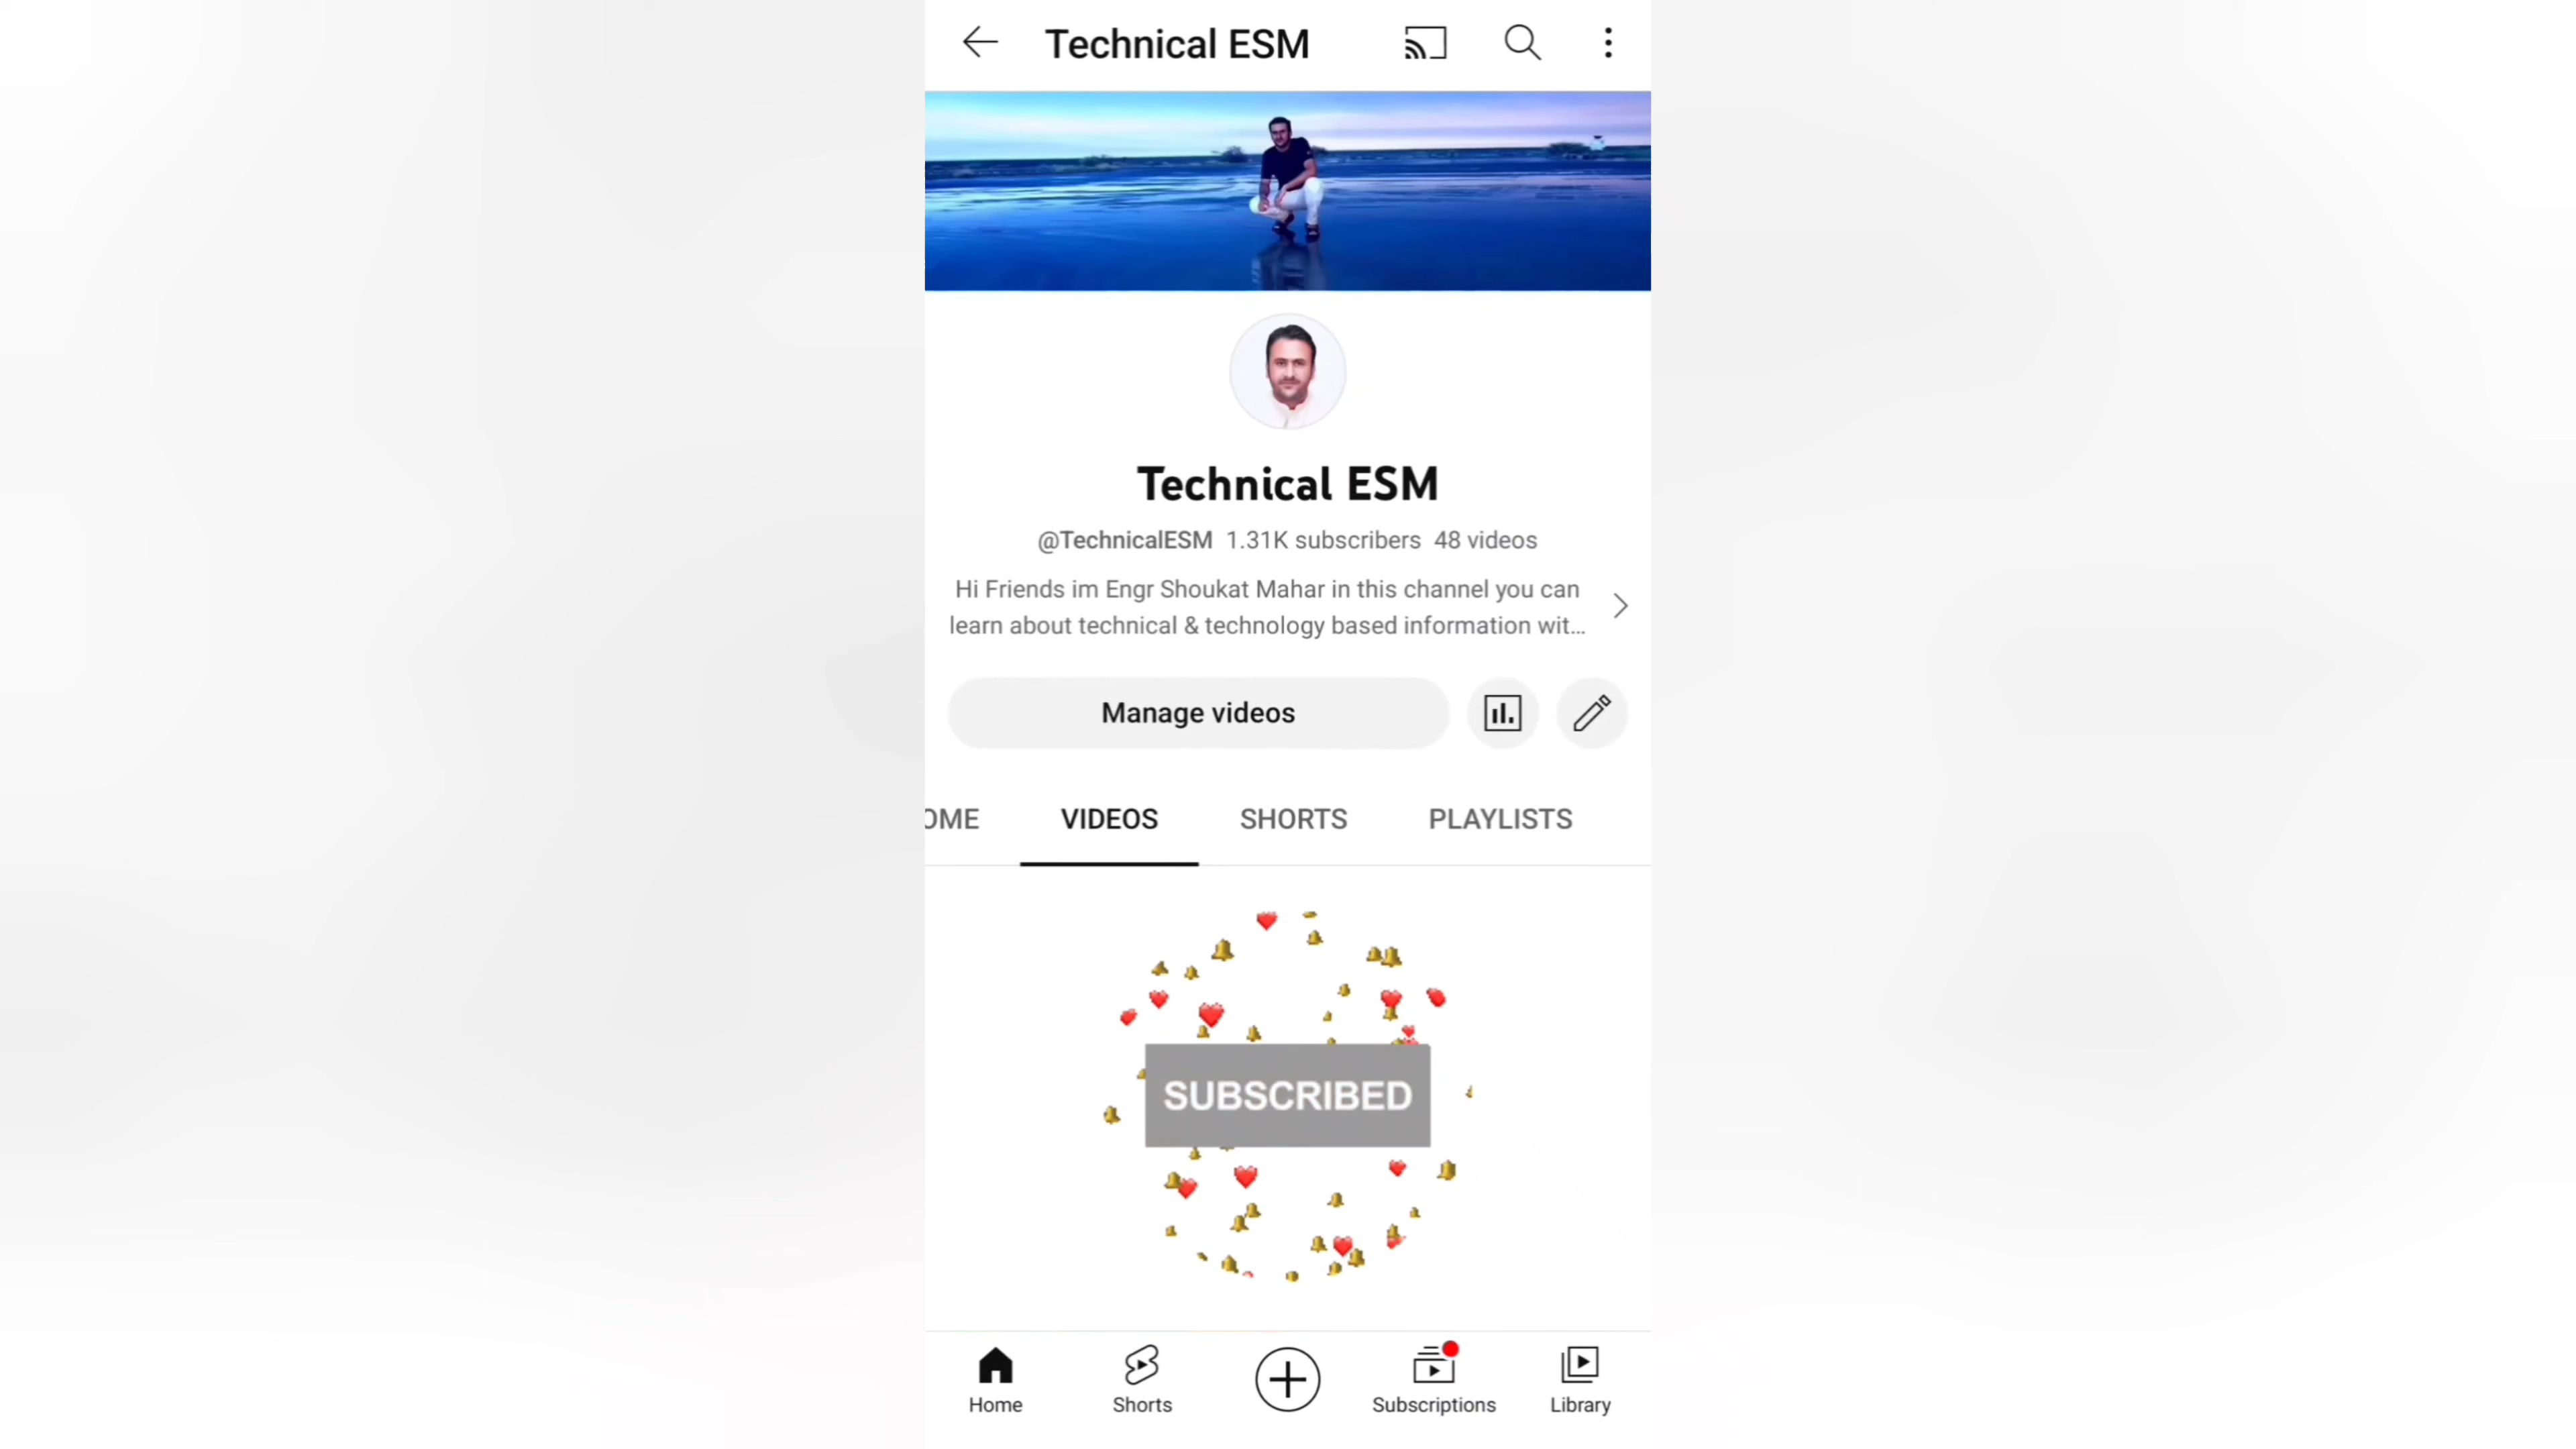 Technical ESM
Technical ESM
@TechnicalESM 1.31K subscribers 48 videos
Hi Friends im Engr Shoukat Mahar in this channel you can
learn about technical & technology based information wit...
Manage videos
OME VIDEOS SHORTS PLAYLISTS
SUBSCRIBED
Home Shorts Subscriptions Library